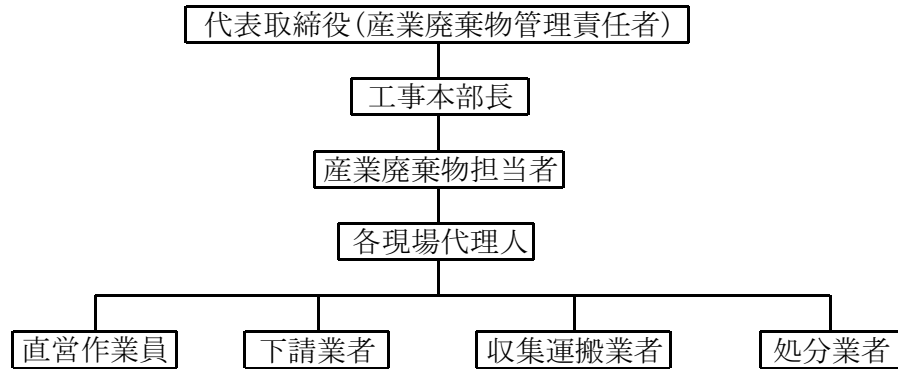 代表取締役(産業廃棄物管理責任者)
工事本部長
産業廃棄物担当者
各現場代理人
直営作業員
下請業者
収集運搬業者
処分業者